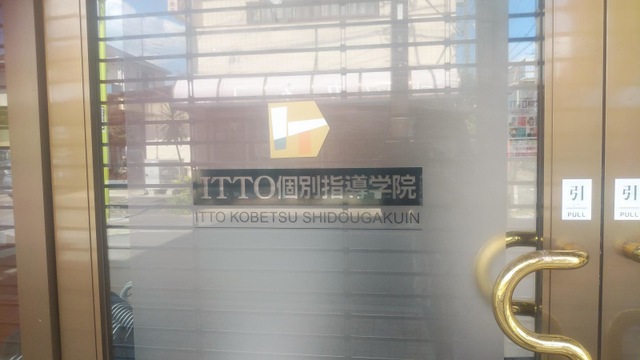 ITTO個別指導学院
ITTO KOBETSU SHIDOUGAKUIN
引
PULL
引
PULL